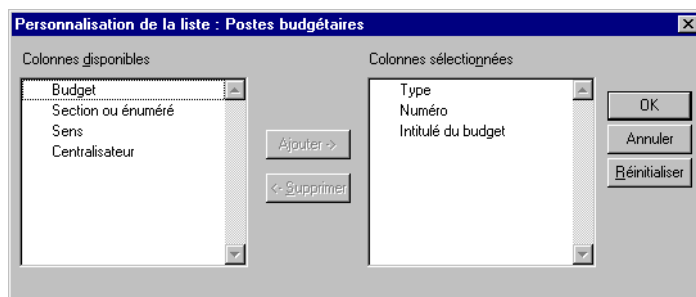 Personnalisation de la liste : Postes budgétaires
Colonnes disponibles
Budget
Section ou énuméré
Sens
Centralisateur
Ajouter ->
<- Supprimer
Colonnes sélectionnées
Type
Numéro
Intitulé du budget
OK
Annuler
Réinitialiser